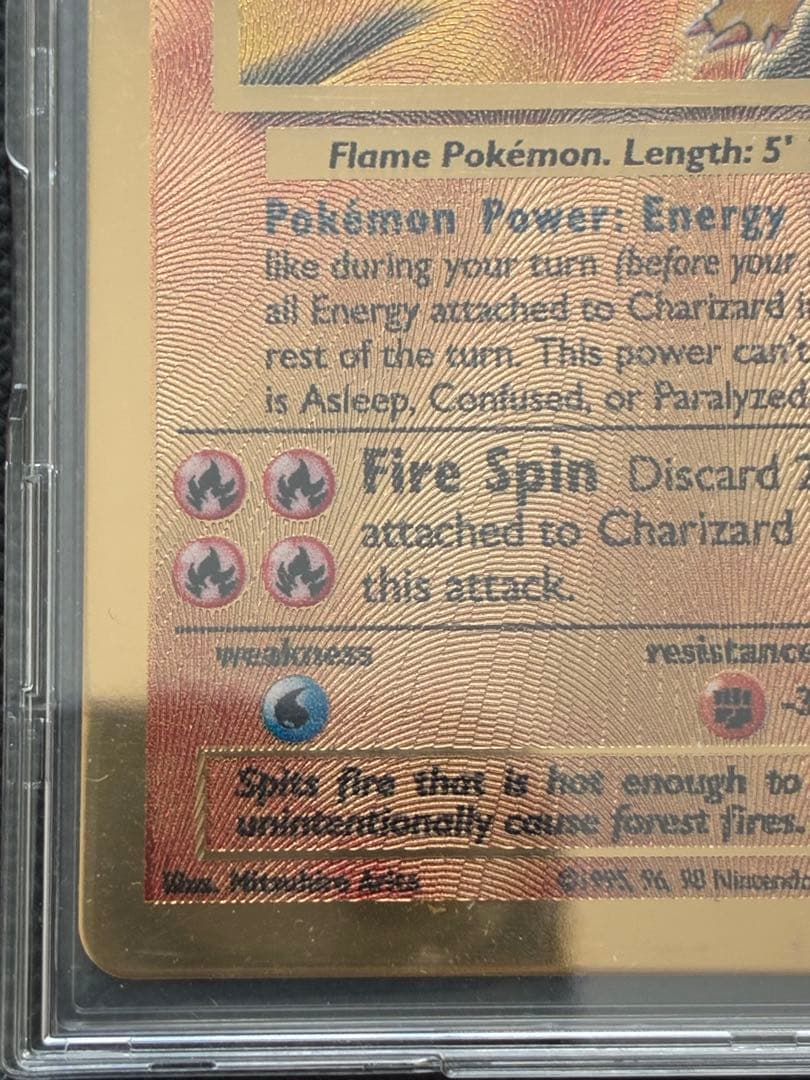 Flame Pokémon. Length: 5'
Pokémon Power: Energy
like during your turn (before your
all Energy attached to Charizard
rest of the turn. This power can't
is Asleep, Confused, or Paralyzed
Fire Spin Discard 2
attached to Charizard
this attack.
weakness
resistance
-3
Spits fire that is hot enough to
unintentionally cause forest fires.
Illus. Mitsuhiro Arita
©1995, 96, 98 Nintendo